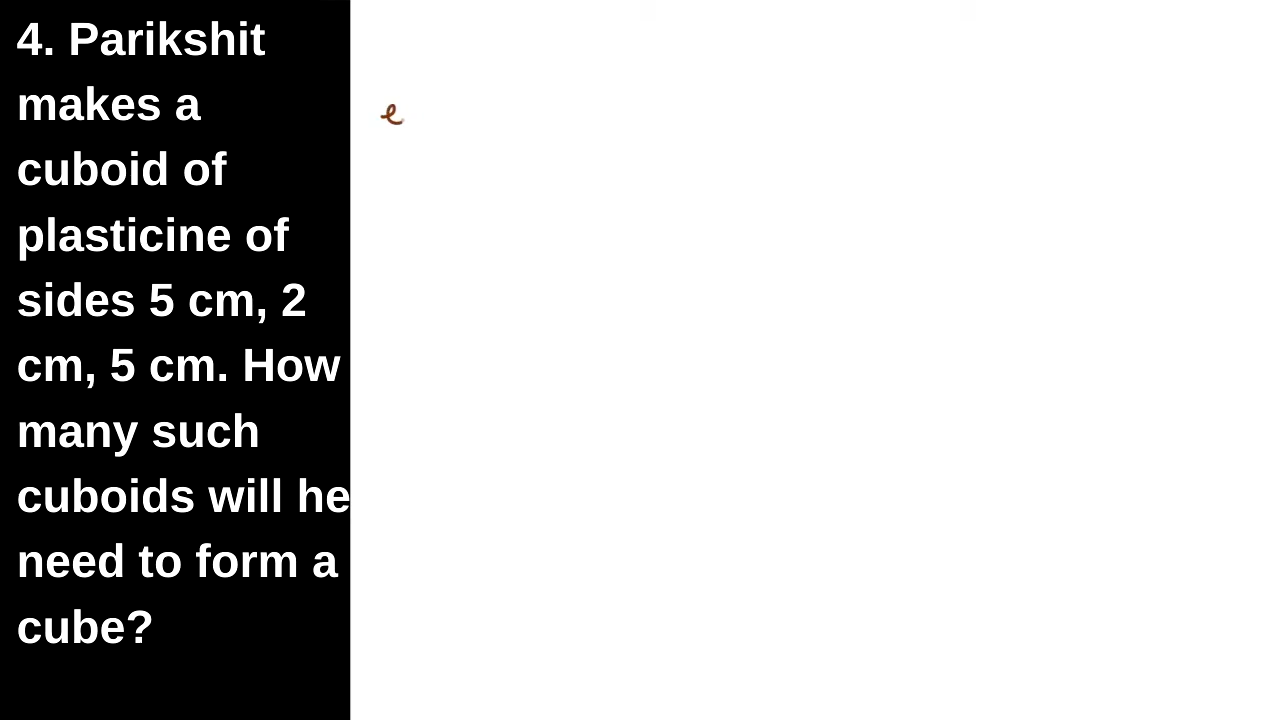 4. Parikshit
makes a
cuboid of
plasticine of
sides 5 cm, 2
cm, 5 cm. How
many such
cuboids will he
need to form a
cube?
e